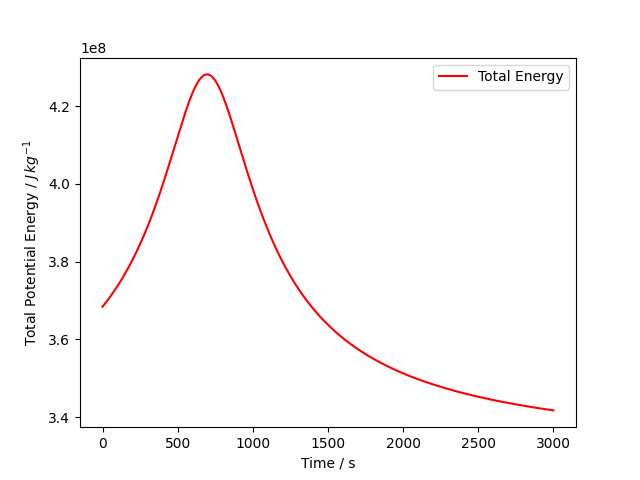 1e8
Total Energy
4.2
4.0
3.8
3.6
3.4
Total Potential Energy / J kg⁻¹
0 500 1000 1500 2000 2500 3000
Time / s